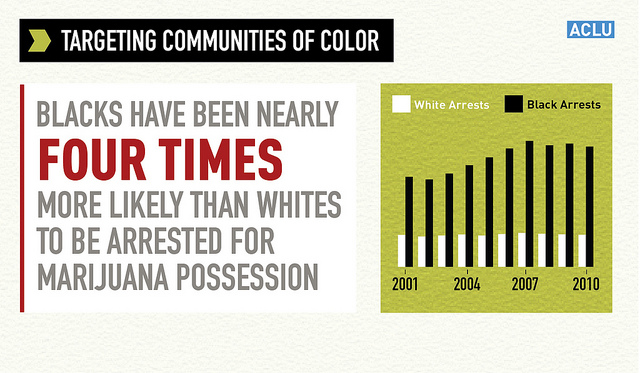 TARGETING COMMUNITIES OF COLOR
ACLU
BLACKS HAVE BEEN NEARLY
FOUR TIMES
MORE LIKELY THAN WHITES
TO BE ARRESTED FOR
MARIJUANA POSSESSION
White Arrests
Black Arrests
2001 2004 2007 2010